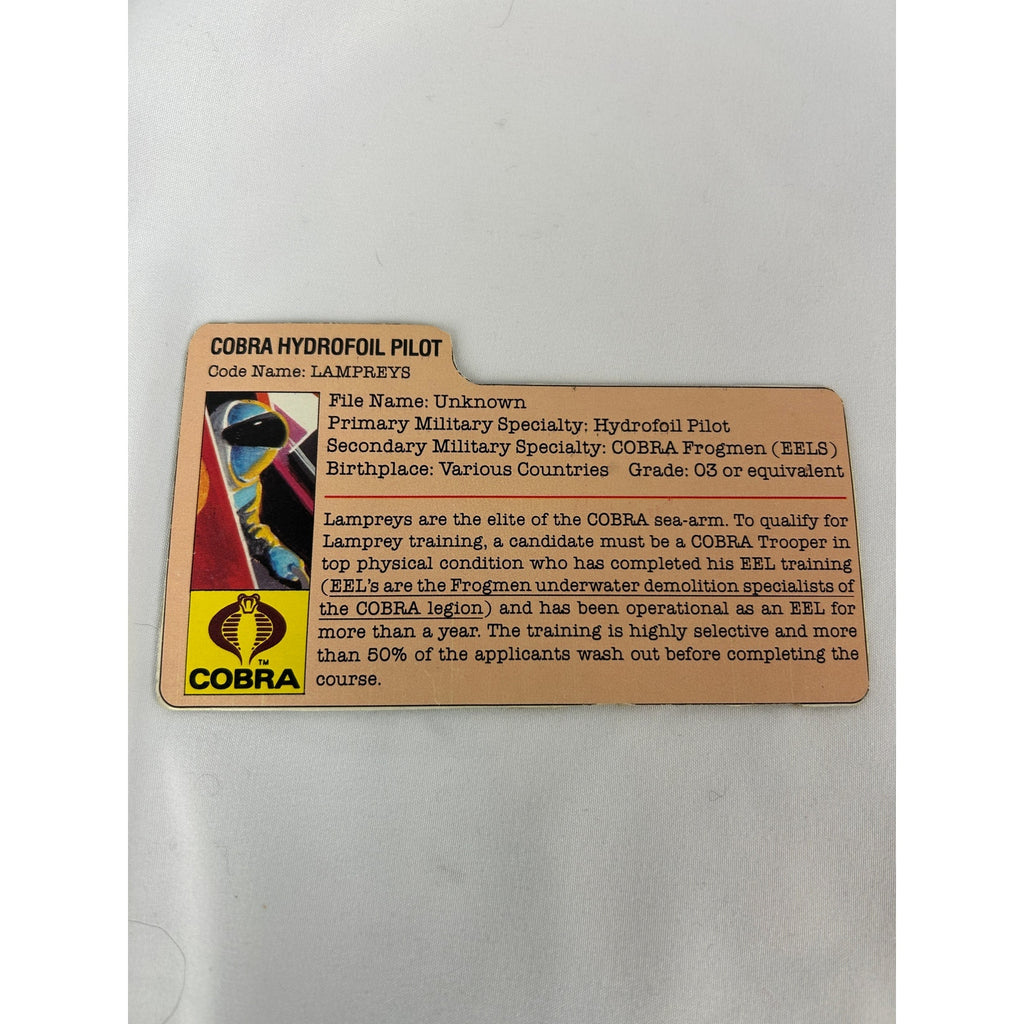 COBRA HYDROFOIL PILOT
Code Name: LAMPREYS
File Name: Unknown
Primary Military Specialty: Hydrofoil Pilot
Secondary Military Specialty: COBRA Frogmen (EELS)
Birthplace: Various Countries Grade: 03 or equivalent
Lampreys are the elite of the COBRA sea-arm. To qualify for
Lamprey training, a candidate must be a COBRA Trooper in
top physical condition who has completed his EEL training
(EEL's are the Frogmen underwater demolition specialists of
the COBRA legion) and has been operational as an EEL for
more than a year. The training is highly selective and more
than 50% of the applicants wash out before completing the
course.
TM
COBRA